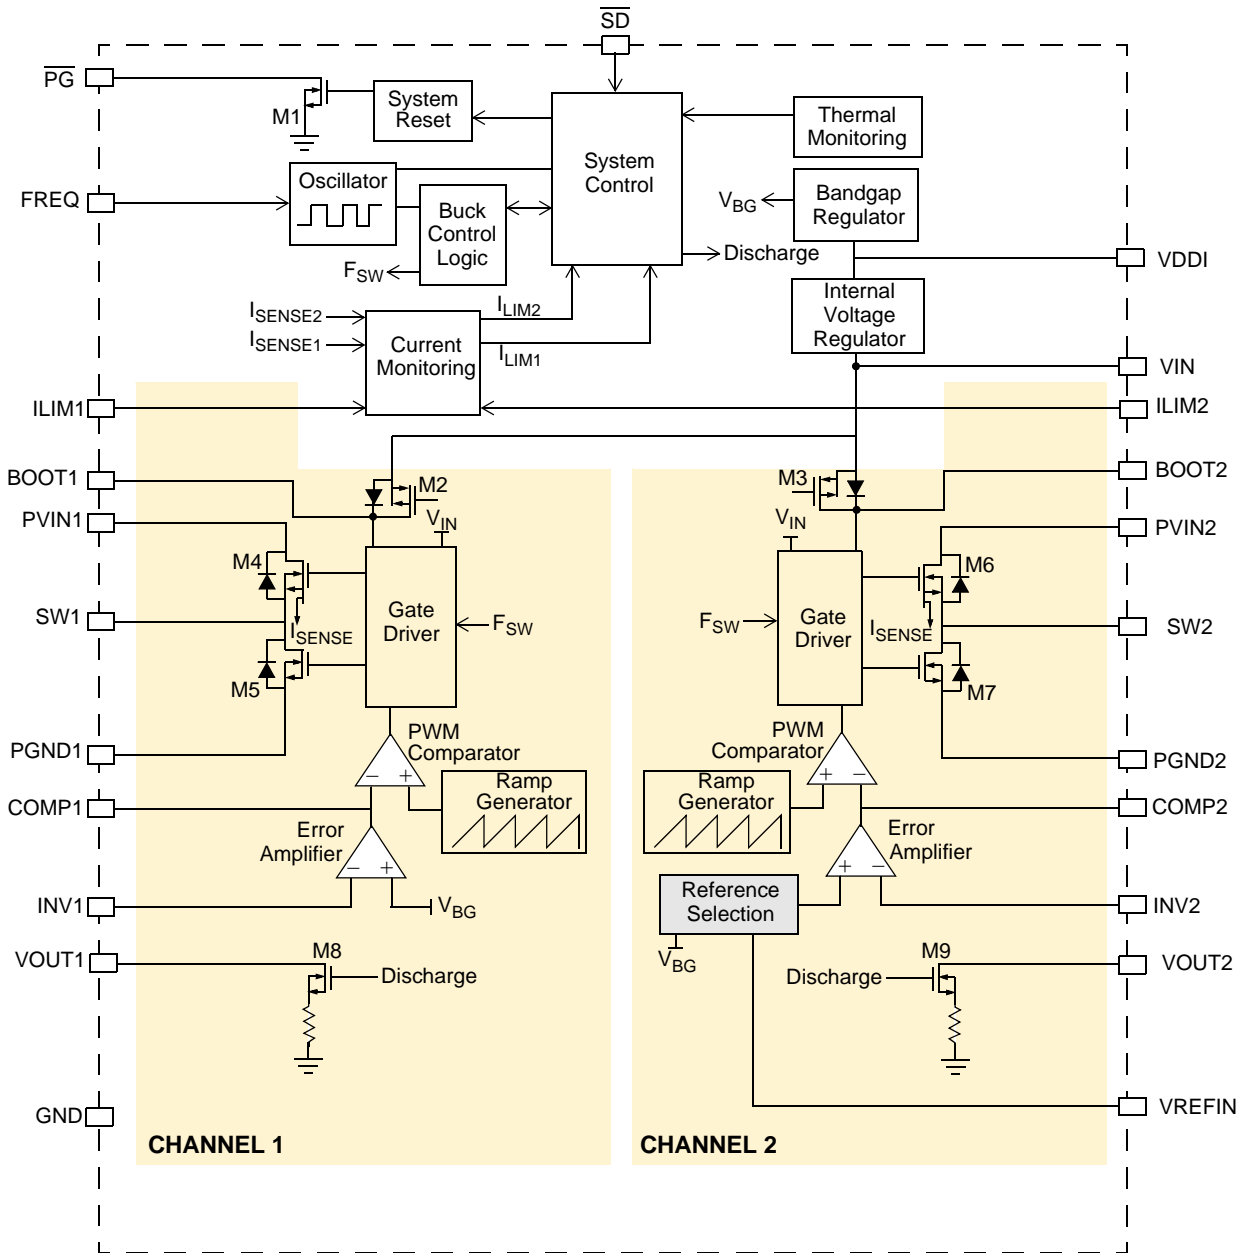 SD
PG
M1
System
Reset
System
Control
Thermal
Monitoring
FREQ
Oscillator
Buck
Control
Logic
FSW
VBG
Bandgap
Regulator
Discharge
VDDI
Internal
Voltage
Regulator
ISENSE2
ISENSE1
Current
Monitoring
ILIM2
ILIM1
VIN
ILIM1
ILIM2
BOOT1
M2
VIN
M3
VIN
BOOT2
PVIN1
M4
PVIN2
M6
SW1
ISENSE
Gate
Driver
FSW
FSW
Gate
Driver
ISENSE
SW2
M5
M7
PGND1
PWM
Comparator
PWM
Comparator
PGND2
− +
+ −
COMP1
Ramp
Generator
Ramp
Generator
COMP2
Error
Amplifier
Error
Amplifier
− +
+ −
INV1
VBG
Reference
Selection
VBG
INV2
VOUT1
M8
Discharge
Discharge
M9
VOUT2
GND
VREFIN
CHANNEL 1
CHANNEL 2